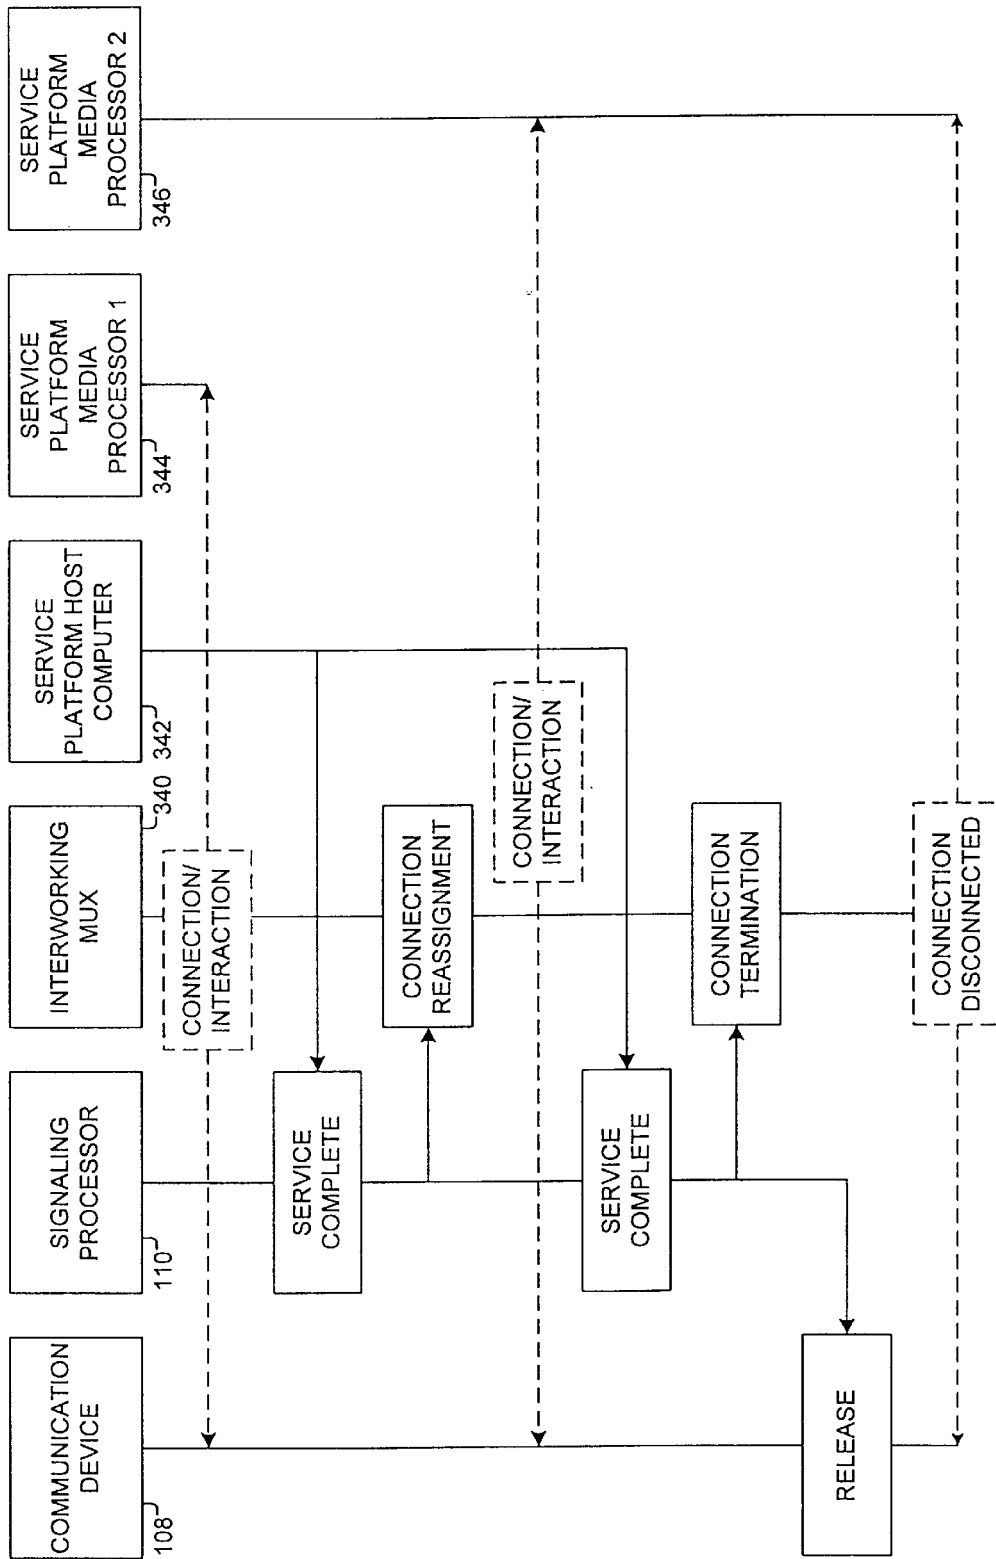 COMMUNICATION
DEVICE
108
SIGNALING
PROCESSOR
110
INTERWORKING
MUX
340
SERVICE
PLATFORM HOST
COMPUTER
342
SERVICE
PLATFORM
MEDIA
PROCESSOR 1
344
SERVICE
PLATFORM
MEDIA
PROCESSOR 2
346
CONNECTION/
INTERACTION
SERVICE
COMPLETE
CONNECTION
REASSIGNMENT
CONNECTION/
INTERACTION
SERVICE
COMPLETE
CONNECTION
TERMINATION
RELEASE
CONNECTION
DISCONNECTED